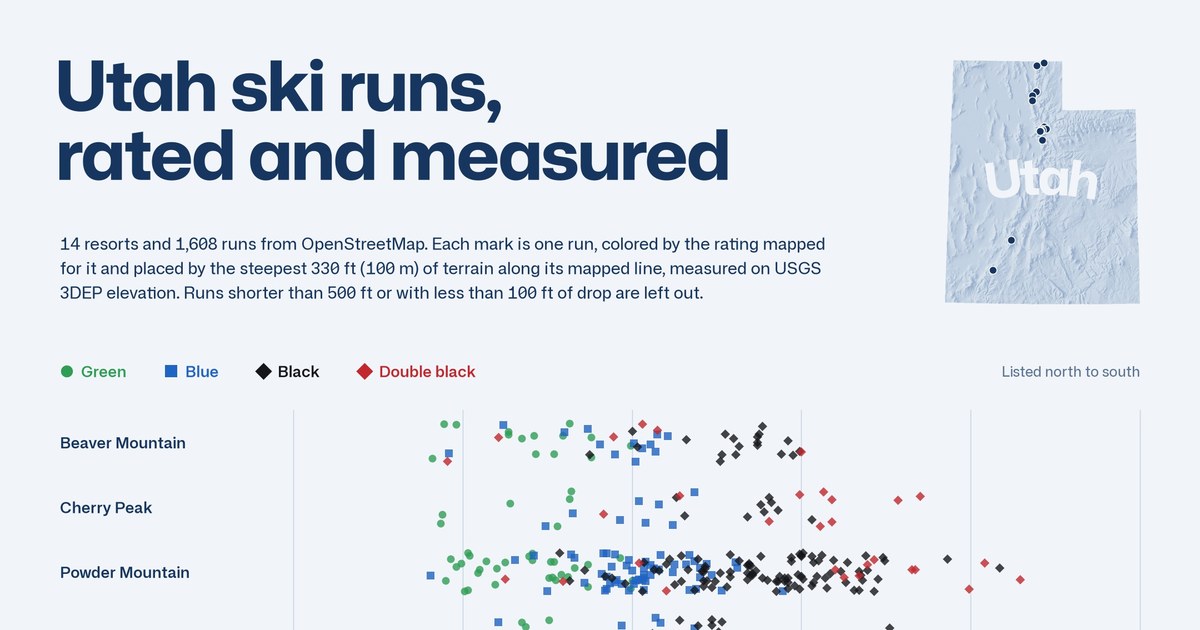 Utah ski runs,
rated and measured
Utah
14 resorts and 1,608 runs from OpenStreetMap. Each mark is one run, colored by the rating mapped
for it and placed by the steepest 330 ft (100 m) of terrain along its mapped line, measured on USGS
3DEP elevation. Runs shorter than 500 ft or with less than 100 ft of drop are left out.
Green Blue Black Double black Listed north to south
Beaver Mountain
Cherry Peak
Powder Mountain